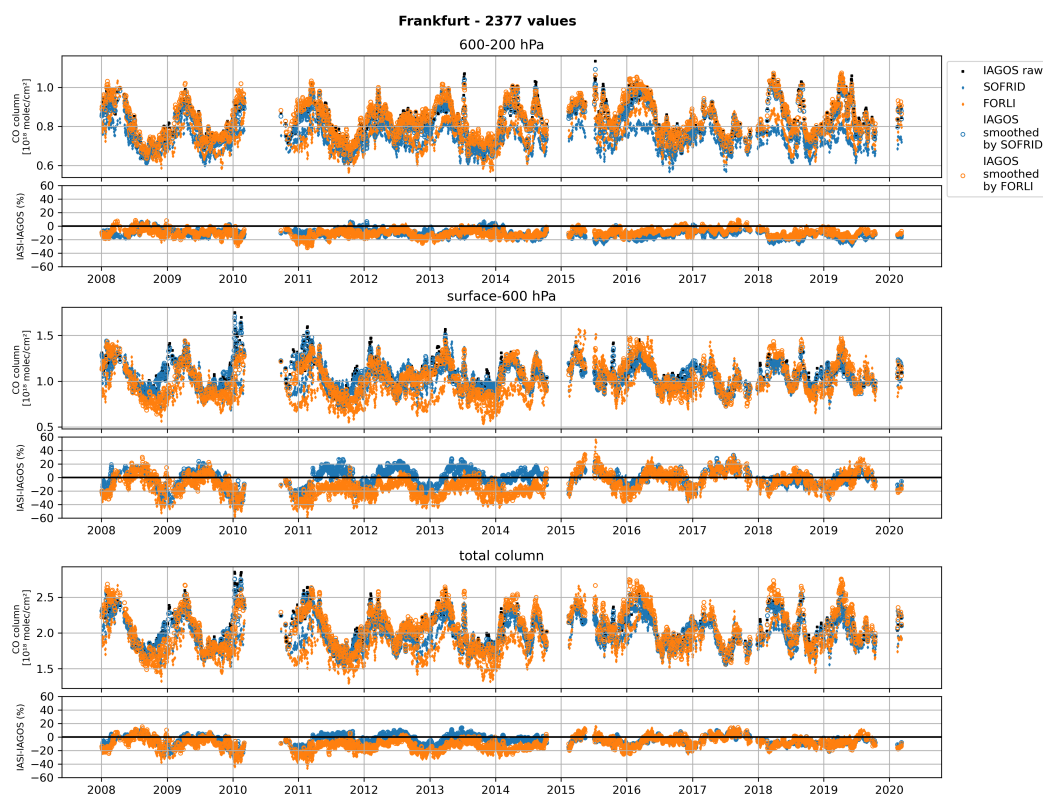 Frankfurt - 2377 values
600-200 hPa
CO column
[10¹⁸ molec/cm²]
1.0
0.8
0.6
IAGOS raw
SOFRID
FORLI
IAGOS
smoothed
by SOFRID
IAGOS
smoothed
by FORLI
IASI-IAGOS (%)
60
40
20
0
−20
−40
−60
2008 2009 2010 2011 2012 2013 2014 2015 2016 2017 2018 2019 2020
surface-600 hPa
CO column
[10¹⁸ molec/cm²]
1.5
1.0
0.5
IASI-IAGOS (%)
60
40
20
0
−20
−40
−60
2008 2009 2010 2011 2012 2013 2014 2015 2016 2017 2018 2019 2020
total column
CO column
[10¹⁸ molec/cm²]
2.5
2.0
1.5
IASI-IAGOS (%)
60
40
20
0
−20
−40
−60
2008 2009 2010 2011 2012 2013 2014 2015 2016 2017 2018 2019 2020